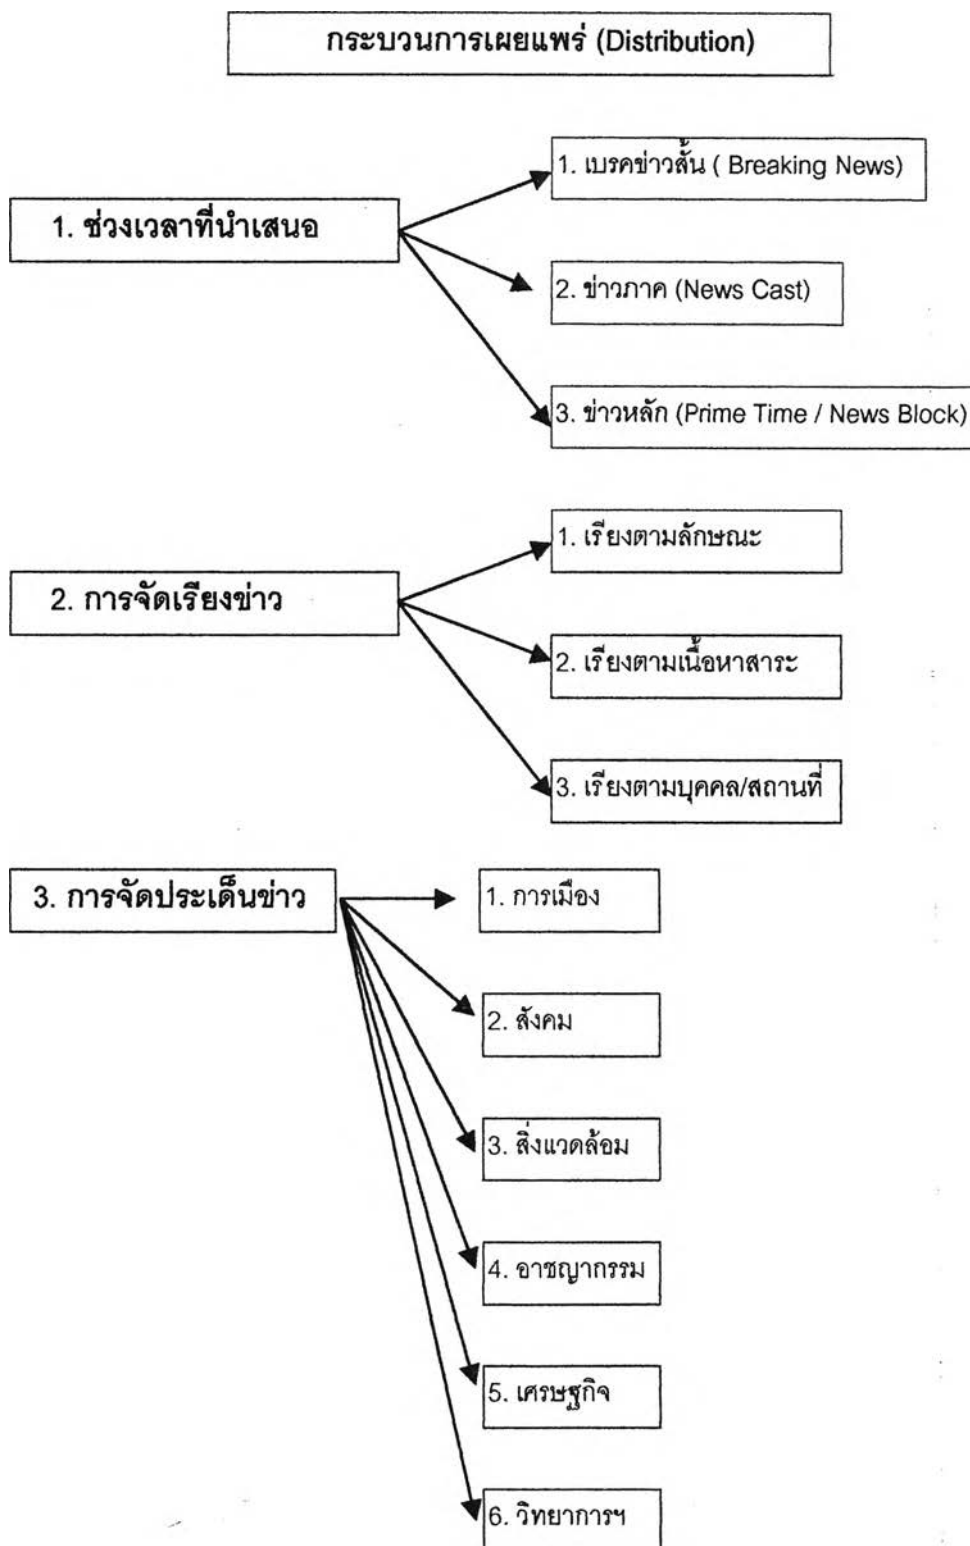 กระบวนการเผยแพร่ (Distribution)
1. ช่วงเวลาที่นำเสนอ
1. เบรคข่าวสั้น ( Breaking News)
2. ข่าวภาค (News Cast)
3. ข่าวหลัก (Prime Time / News Block)
2. การจัดเรียงข่าว
1. เรียงตามลักษณะ
2. เรียงตามเนื้อหาสาระ
3. เรียงตามบุคคล/สถานที่
3. การจัดประเด็นข่าว
1. การเมือง
2. สังคม
3. สิ่งแวดล้อม
4. อาชญากรรม
5. เศรษฐกิจ
6. วิทยาการฯ